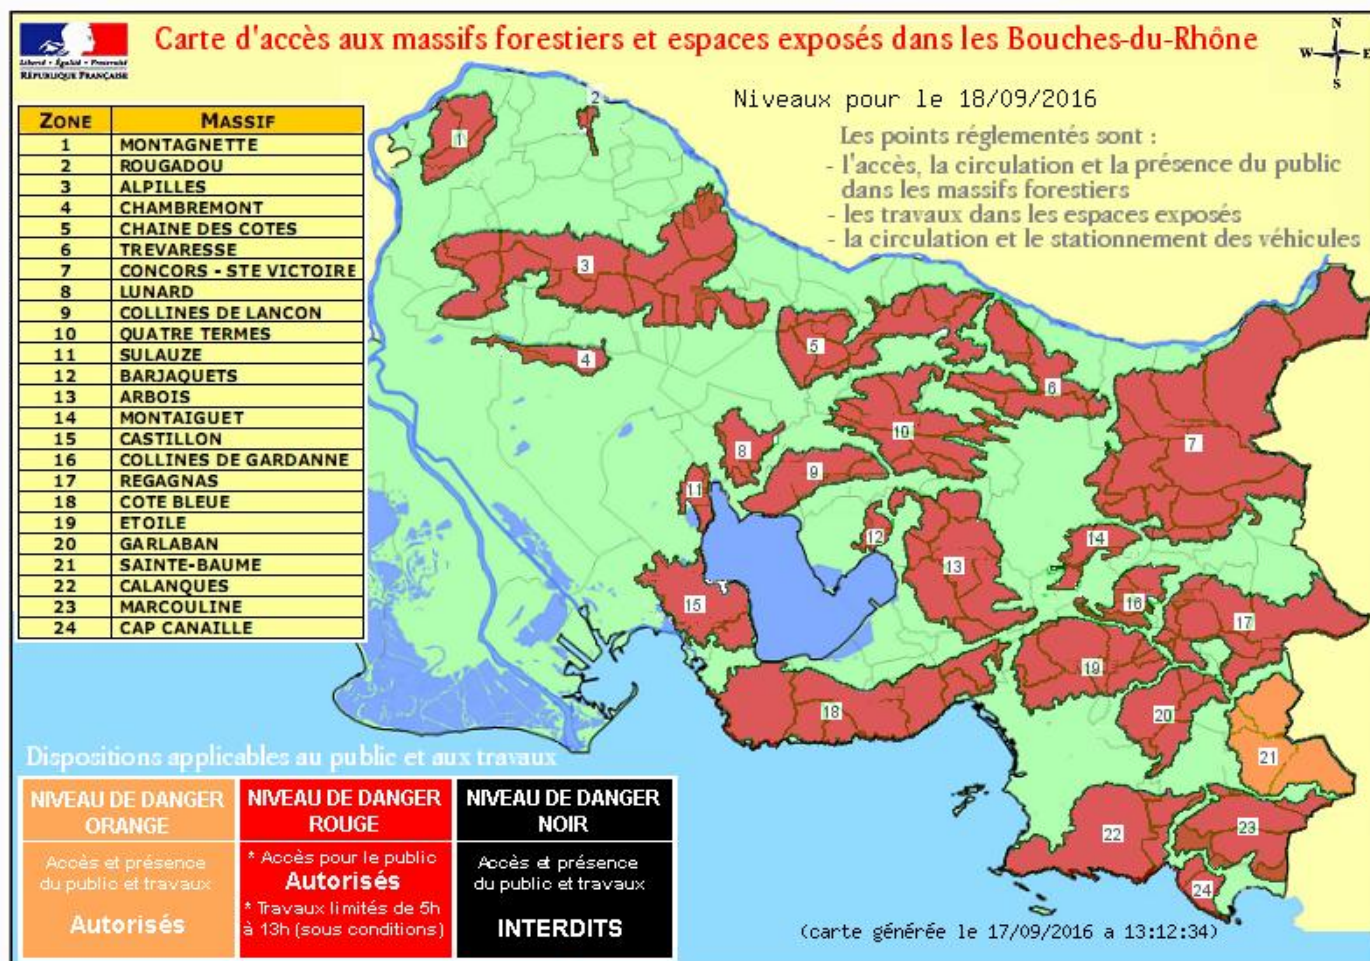 Carte d'accès aux massifs forestiers et espaces exposés dans les Bouches-du-Rhône
Liberté • Égalité • Fraternité
RÉPUBLIQUE FRANÇAISE
N
W E
S
Niveaux pour le 18/09/2016
Les points réglementés sont :
- l'accès, la circulation et la présence du public
dans les massifs forestiers
- les travaux dans les espaces exposés
- la circulation et le stationnement des véhicules
ZONE MASSIF
1 MONTAGNETTE
2 ROUGADOU
3 ALPILLES
4 CHAMBREMONT
5 CHAINE DES COTES
6 TREVARESSE
7 CONCORS - STE VICTOIRE
8 LUNARD
9 COLLINES DE LANCON
10 QUATRE TERMES
11 SULAUZE
12 BARJAQUETS
13 ARBOIS
14 MONTAIGUET
15 CASTILLON
16 COLLINES DE GARDANNE
17 REGAGNAS
18 COTE BLEUE
19 ETOILE
20 GARLABAN
21 SAINTE-BAUME
22 CALANQUES
23 MARCOULINE
24 CAP CANAILLE
1
2
3
4
5
6
7
8
9
10
11
12
13
14
15
16
17
18
19
20
21
22
23
24
Dispositions applicables au public et aux travaux
NIVEAU DE DANGER
ORANGE
Accès et présence
du public et travaux
Autorisés
NIVEAU DE DANGER
ROUGE
* Accès pour le public
Autorisés
* Travaux limités de 5h
à 13h (sous conditions)
NIVEAU DE DANGER
NOIR
Accès et présence
du public et travaux
INTERDITS
(carte générée le 17/09/2016 a 13:12:34)